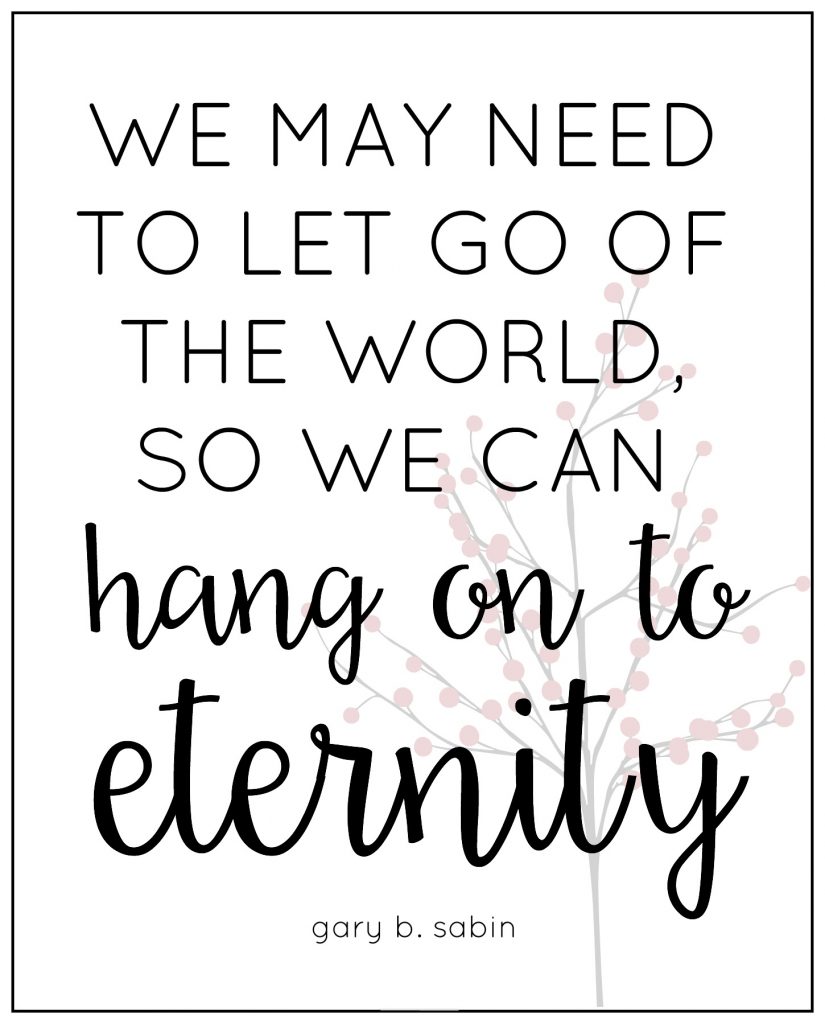 WE MAY NEED
TO LET GO OF
THE WORLD,
SO WE CAN
hang on to
eternity
gary b. sabin